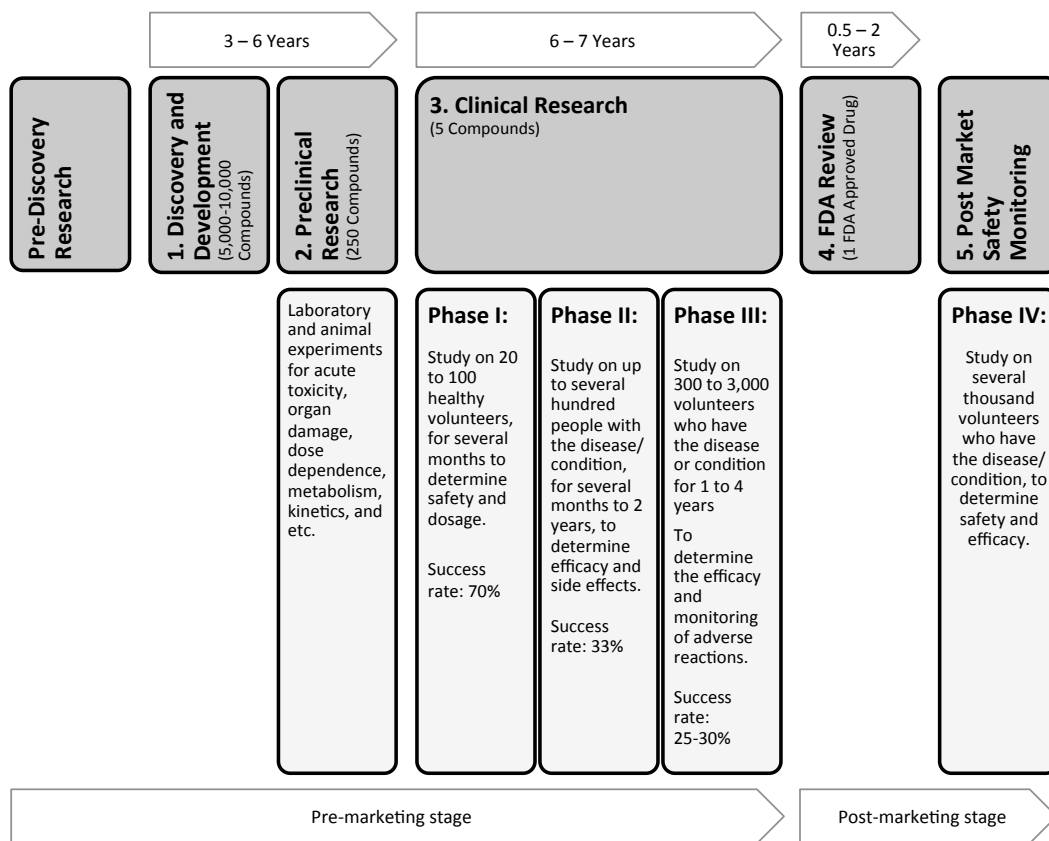 3 – 6 Years
6 – 7 Years
0.5 – 2
Years
Pre-Discovery
Research
1. Discovery and
Development
(5,000-10,000
Compounds)
2. Preclinical
Research
(250 Compounds)
3. Clinical Research
(5 Compounds)
4. FDA Review
(1 FDA Approved Drug)
5. Post Market
Safety
Monitoring
Laboratory
and animal
experiments
for acute
toxicity,
organ
damage,
dose
dependence,
metabolism,
kinetics, and
etc.
Phase I:
Study on 20
to 100
healthy
volunteers,
for several
months to
determine
safety and
dosage.
Success
rate: 70%
Phase II:
Study on up
to several
hundred
people with
the disease/
condition,
for several
months to 2
years, to
determine
efficacy and
side effects.
Success
rate: 33%
Phase III:
Study on
300 to 3,000
volunteers
who have
the disease
or condition
for 1 to 4
years
To
determine
the efficacy
and
monitoring
of adverse
reactions.
Success
rate:
25-30%
Phase IV:
Study on
several
thousand
volunteers
who have
the disease/
condition, to
determine
safety and
efficacy.
Pre-marketing stage
Post-marketing stage